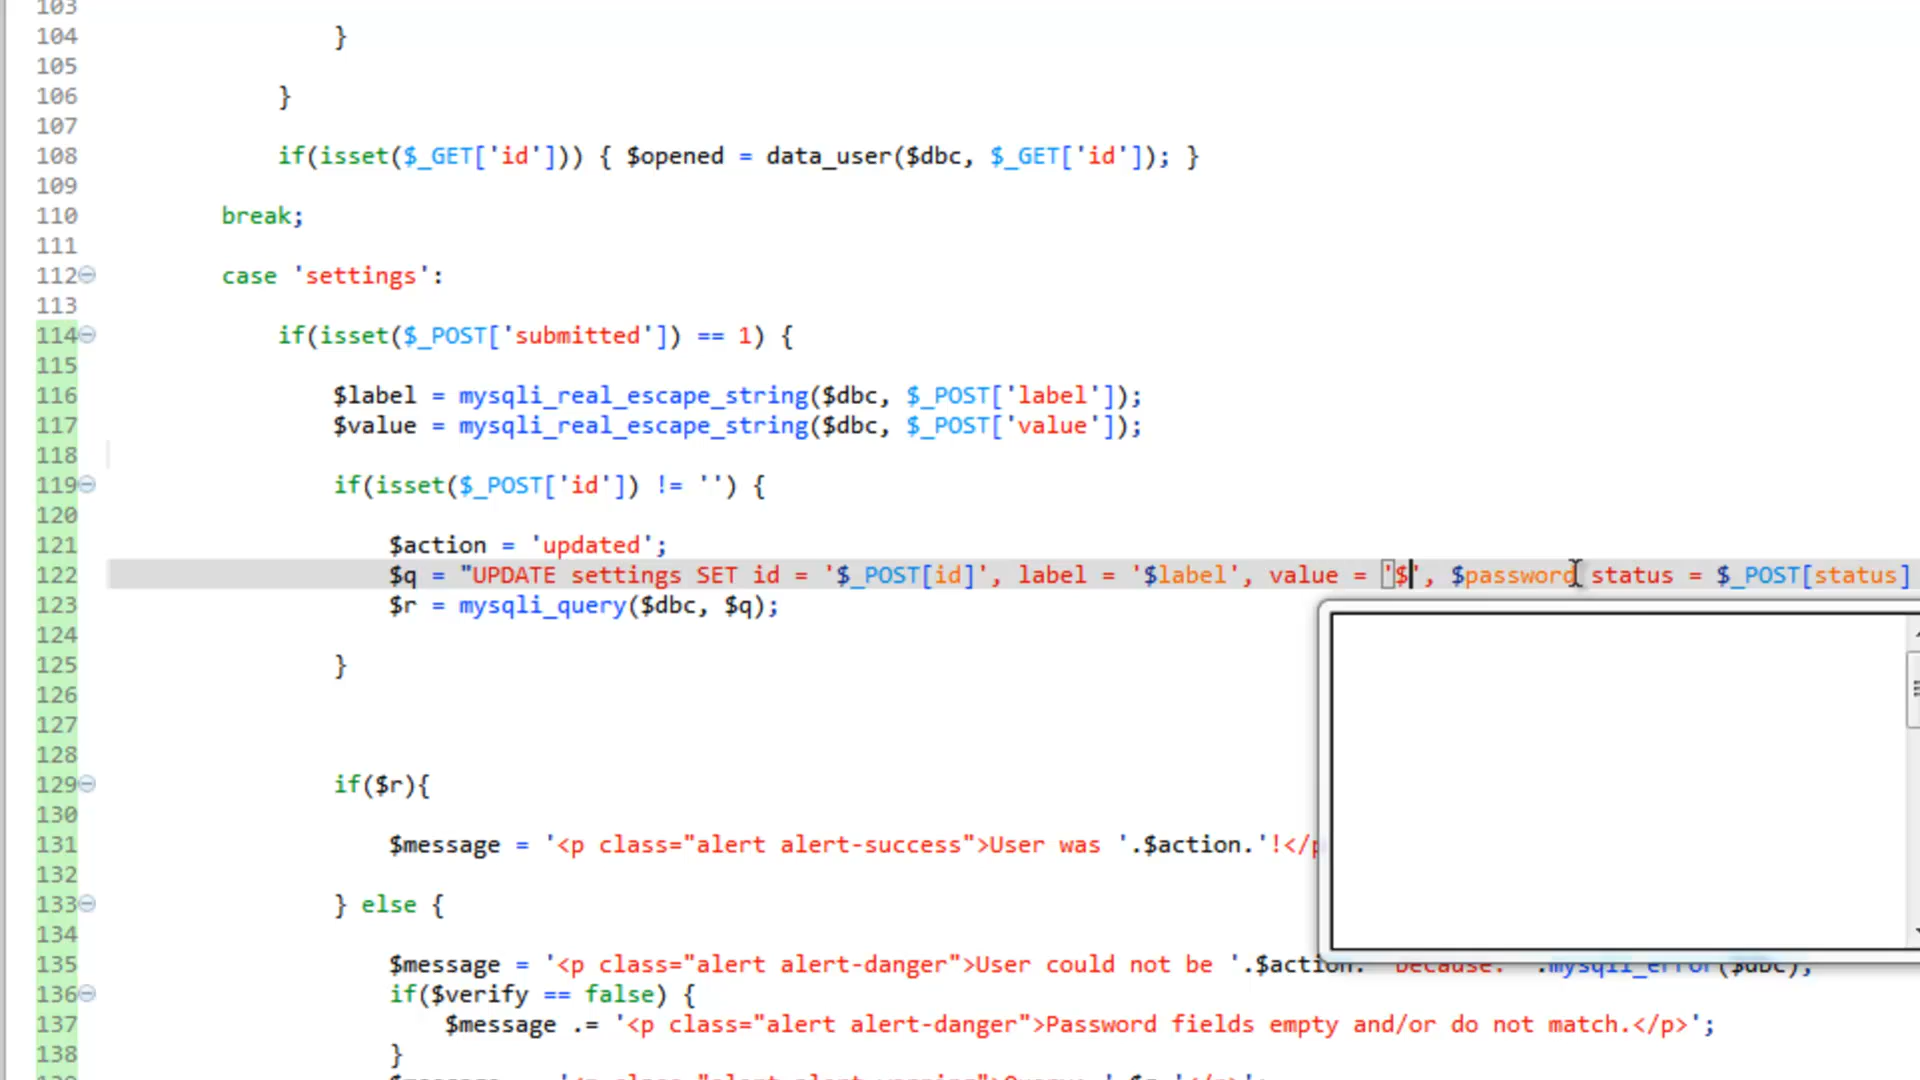 103
104 }
105
106 }
107
108 if(isset($_GET['id'])) { $opened = data_user($dbc, $_GET['id']); }
109
110 break;
111
112 case 'settings':
113
114 if(isset($_POST['submitted']) == 1) {
115
116 $label = mysqli_real_escape_string($dbc, $_POST['label']);
117 $value = mysqli_real_escape_string($dbc, $_POST['value']);
118
119 if(isset($_POST['id']) != '') {
120
121 $action = 'updated';
122 $q = "UPDATE settings SET id = '$_POST[id]', label = '$label', value = '$', $password status = $_POST[status]
123 $r = mysqli_query($dbc, $q);
124
125 }
126
127
128
129 if($r){
130
131 $message = '<p class="alert alert-success">User was '.$action.'!</p
132
133 } else {
134
135 $message = '<p class="alert alert-danger">User could not be '.$action. because: .mysqli_error($dbc);
136 if($verify == false) {
137 $message .= '<p class="alert alert-danger">Password fields empty and/or do not match.</p>';
138 }